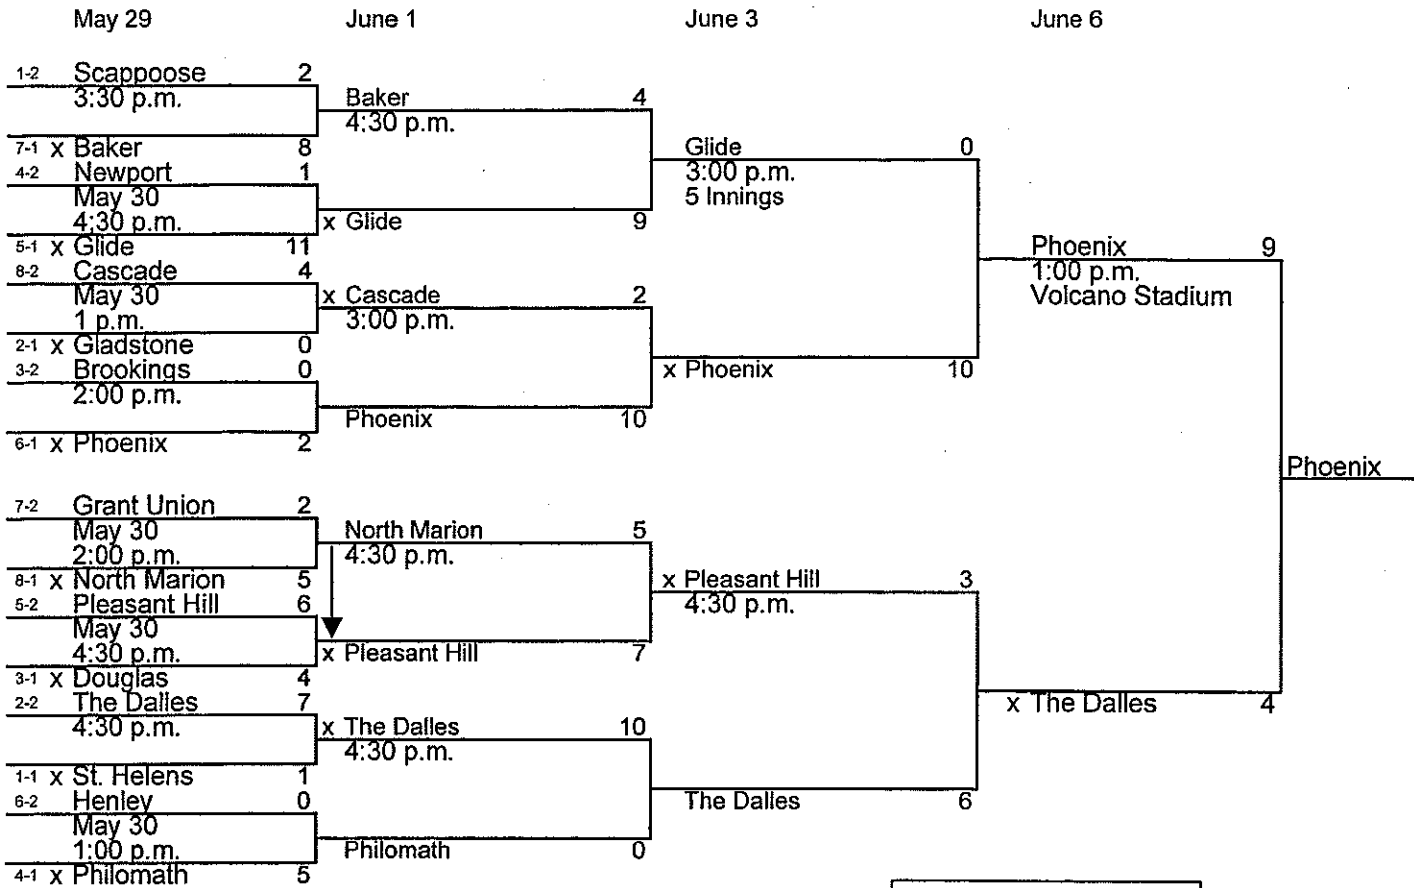 May 29 June 1 June 3 June 6
1-2 Scappoose 2
3:30 p.m.
7-1 x Baker 8
4-2 Newport 1
May 30
4:30 p.m.
5-1 x Glide 11
8-2 Cascade 4
May 30
1 p.m.
2-1 x Gladstone 0
3-2 Brookings 0
2:00 p.m.
6-1 x Phoenix 2
7-2 Grant Union 2
May 30
2:00 p.m.
8-1 x North Marion 5
5-2 Pleasant Hill 6
May 30
4:30 p.m.
3-1 x Douglas 4
2-2 The Dalles 7
4:30 p.m.
1-1 x St. Helens 1
6-2 Henley 0
May 30
1:00 p.m.
4-1 x Philomath 5
Baker 4
4:30 p.m.
x Glide 9
x Cascade 2
3:00 p.m.
Phoenix 10
North Marion 5
4:30 p.m.
x Pleasant Hill 7
x The Dalles 10
4:30 p.m.
Philomath 0
Glide 0
3:00 p.m.
5 Innings
x Phoenix 10
x Pleasant Hill 3
4:30 p.m.
The Dalles 6
Phoenix 9
1:00 p.m.
Volcano Stadium
x The Dalles 4
Phoenix